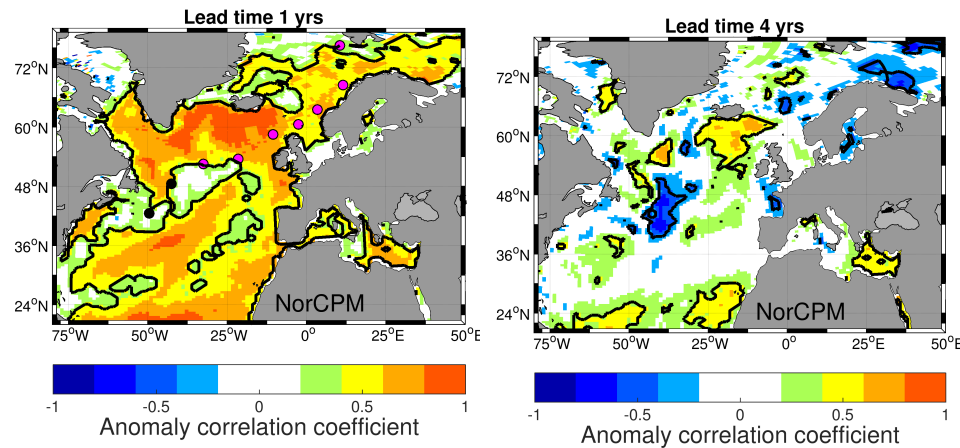 Lead time 1 yrs
72°N
60°N
48°N
36°N
24°N
NorCPM
75°W 50°W 25°W 0°E 25°E 50°E
-1 -0.5 0 0.5 1
Anomaly correlation coefficient
Lead time 4 yrs
72°N
60°N
48°N
36°N
24°N
NorCPM
75°W 50°W 25°W 0°E 25°E 50°E
-1 -0.5 0 0.5 1
Anomaly correlation coefficient